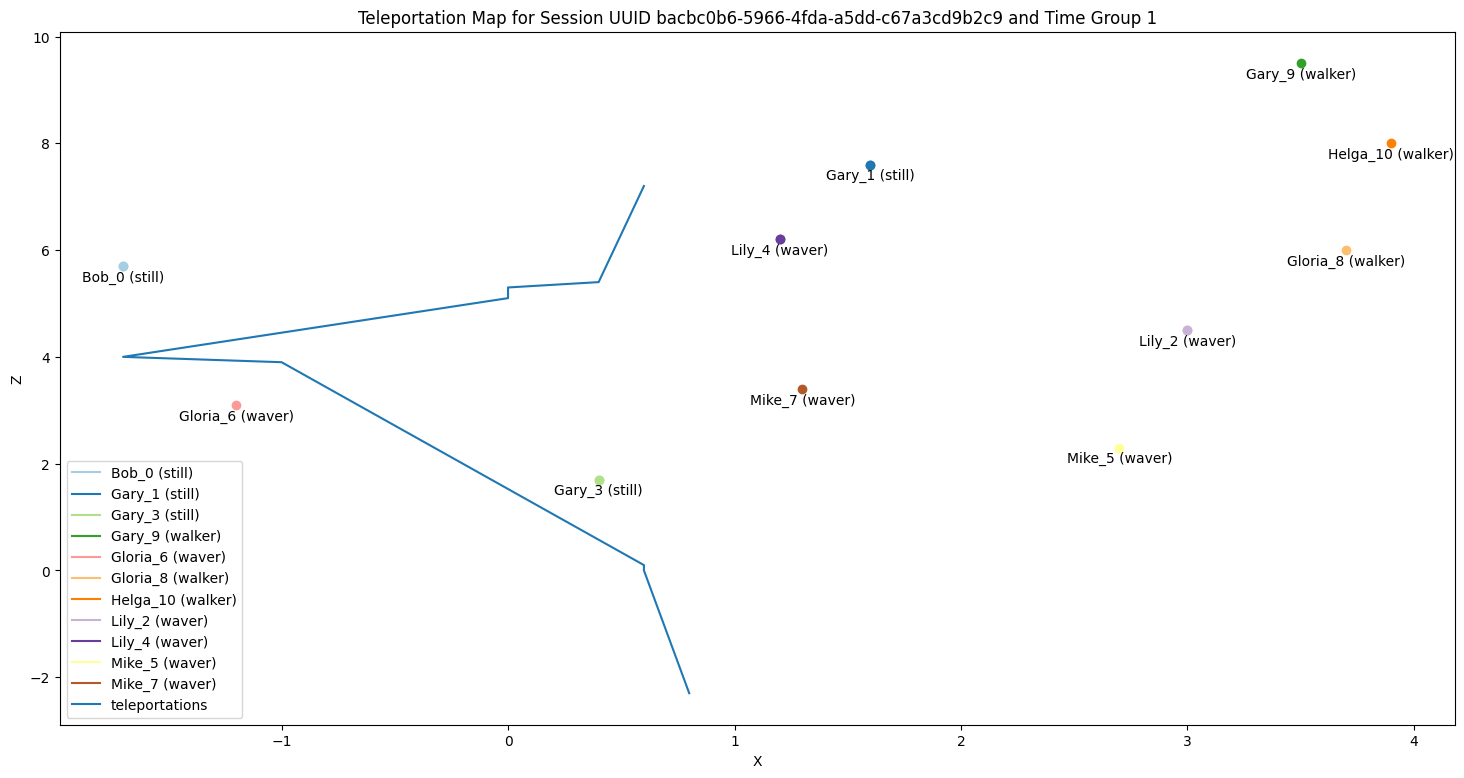 Teleportation Map for Session UUID bacbc0b6-5966-4fda-a5dd-c67a3cd9b2c9 and Time Group 1
10
8
6
4
2
0
−2
Z
Gary_9 (walker)
Helga_10 (walker)
Gary_1 (still)
Lily_4 (waver)
Gloria_8 (walker)
Bob_0 (still)
Lily_2 (waver)
Mike_7 (waver)
Gloria_6 (waver)
Mike_5 (waver)
Gary_3 (still)
Bob_0 (still)
Gary_1 (still)
Gary_3 (still)
Gary_9 (walker)
Gloria_6 (waver)
Gloria_8 (walker)
Helga_10 (walker)
Lily_2 (waver)
Lily_4 (waver)
Mike_5 (waver)
Mike_7 (waver)
teleportations
−1 0 1 2 3 4
X